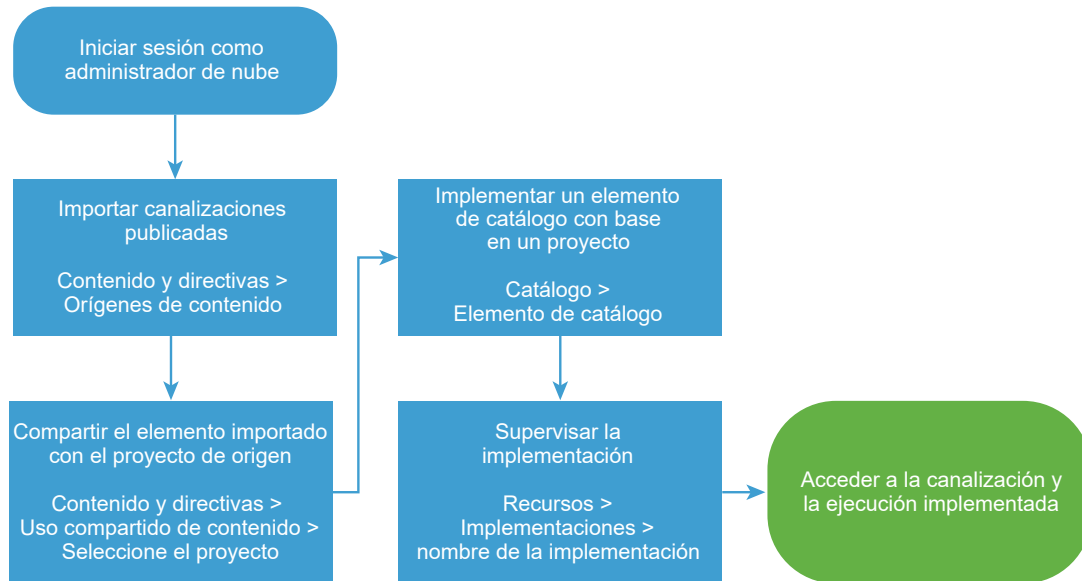 Iniciar sesión como
administrador de nube
Importar canalizaciones
publicadas
Contenido y directivas >
Orígenes de contenido
Compartir el elemento importado
con el proyecto de origen
Contenido y directivas >
Uso compartido de contenido >
Seleccione el proyecto
Implementar un elemento
de catálogo con base
en un proyecto
Catálogo >
Elemento de catálogo
Supervisar la
implementación
Recursos >
Implementaciones >
nombre de la implementación
Acceder a la canalización y
la ejecución implementada